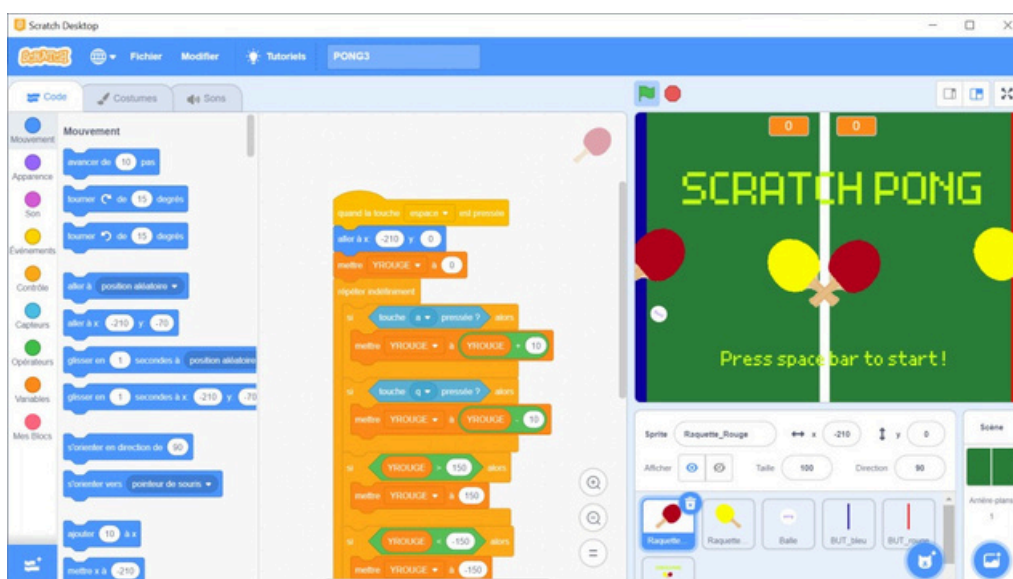 Scratch Desktop
SCRATCH
Fichier
Modifier
Tutoriels
PONG3
Code
Costumes
Sons
Mouvement
Apparence
Son
Événements
Contrôle
Capteurs
Opérateurs
Variables
Mes Blocs
Mouvement
avancer de 10 pas
tourner de 15 degrés
tourner de 15 degrés
aller à position aléatoire
aller à x: -210 y: -70
glisser en 1 secondes à position aléatoire
glisser en 1 secondes à x: -210 y: -70
s'orienter en direction de 90
s'orienter vers pointeur de souris
ajouter 10 à x
mettre x à -210
quand la touche espace est pressée
aller à x: -210 y: 0
mettre YROUGE à 0
répéter indéfiniment
si touche a pressée ? alors
mettre YROUGE à YROUGE + 10
si touche q pressée ? alors
mettre YROUGE à YROUGE - 10
si YROUGE > 150 alors
mettre YROUGE à 150
si YROUGE < -150 alors
mettre YROUGE à -150
0 0
SCRATCH PONG
Press space bar to start!
Sprite Raquette_Rouge x -210 y 0
Afficher Taille 100 Direction 90
Raquette...
Raquette...
Balle
BUT_bleu
BUT_rouge
Scène
Arrière-plans
1